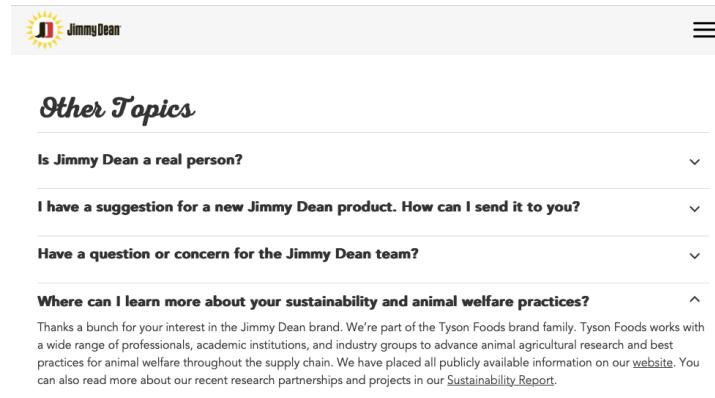 Jimmy Dean
Other Topics
Is Jimmy Dean a real person?
I have a suggestion for a new Jimmy Dean product. How can I send it to you?
Have a question or concern for the Jimmy Dean team?
Where can I learn more about your sustainability and animal welfare practices?
Thanks a bunch for your interest in the Jimmy Dean brand. We’re part of the Tyson Foods brand family. Tyson Foods works with
a wide range of professionals, academic institutions, and industry groups to advance animal agricultural research and best
practices for animal welfare throughout the supply chain. We have placed all publicly available information on our website. You
can also read more about our recent research partnerships and projects in our Sustainability Report.